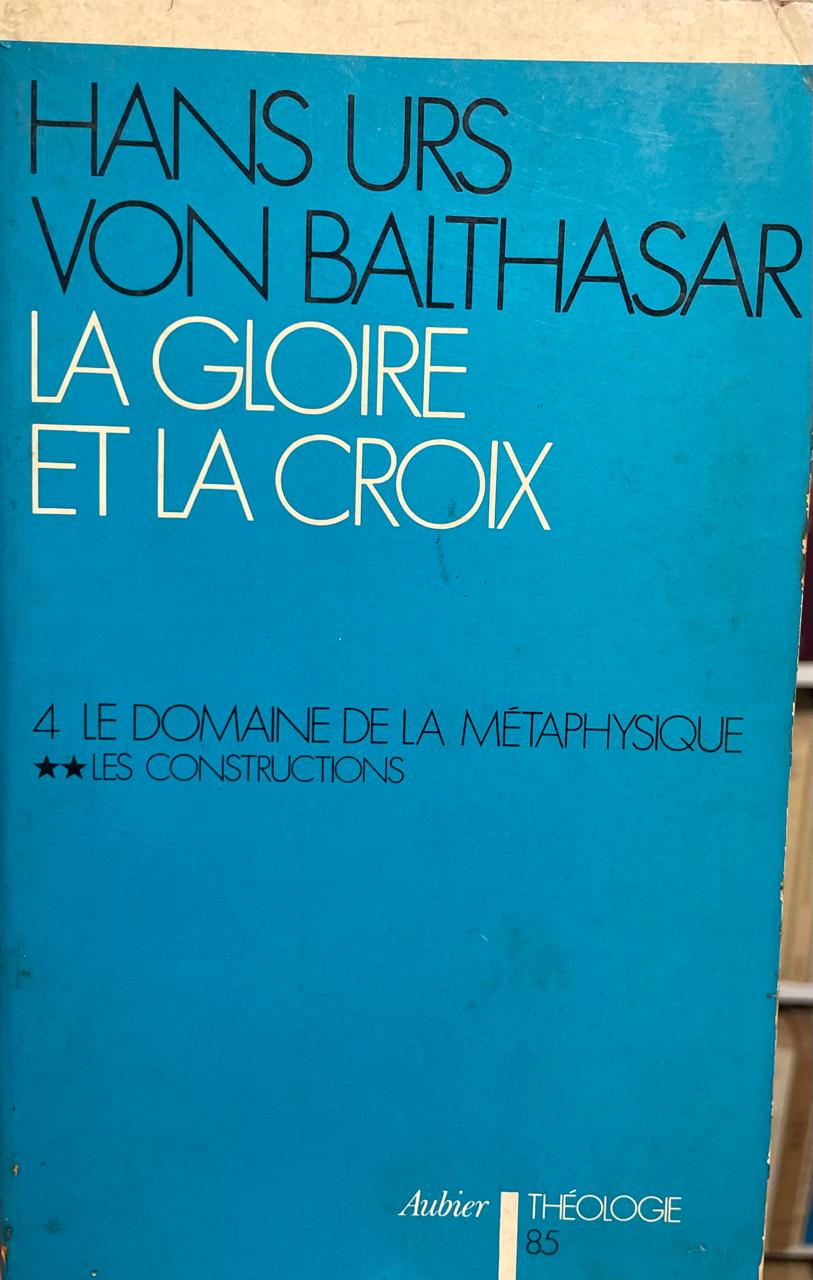 HANS URS
VON BALTHASAR
LA GLOIRE
ET LA CROIX
4 LE DOMAINE DE LA MÉTAPHYSIQUE
★★LES CONSTRUCTIONS
Aubier THÉOLOGIE
85